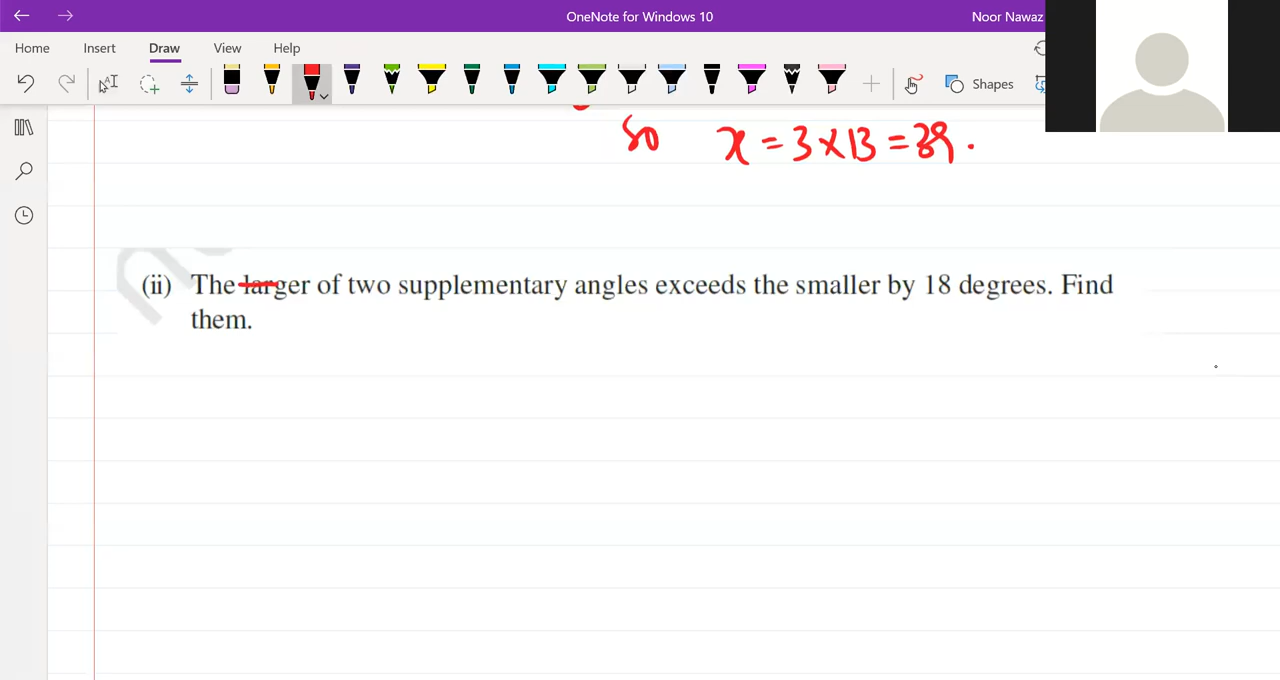 OneNote for Windows 10
Noor Nawaz
Home Insert Draw View Help
Shapes
so x = 3 × 13 = 39.
(ii) The larger of two supplementary angles exceeds the smaller by 18 degrees. Find
them.